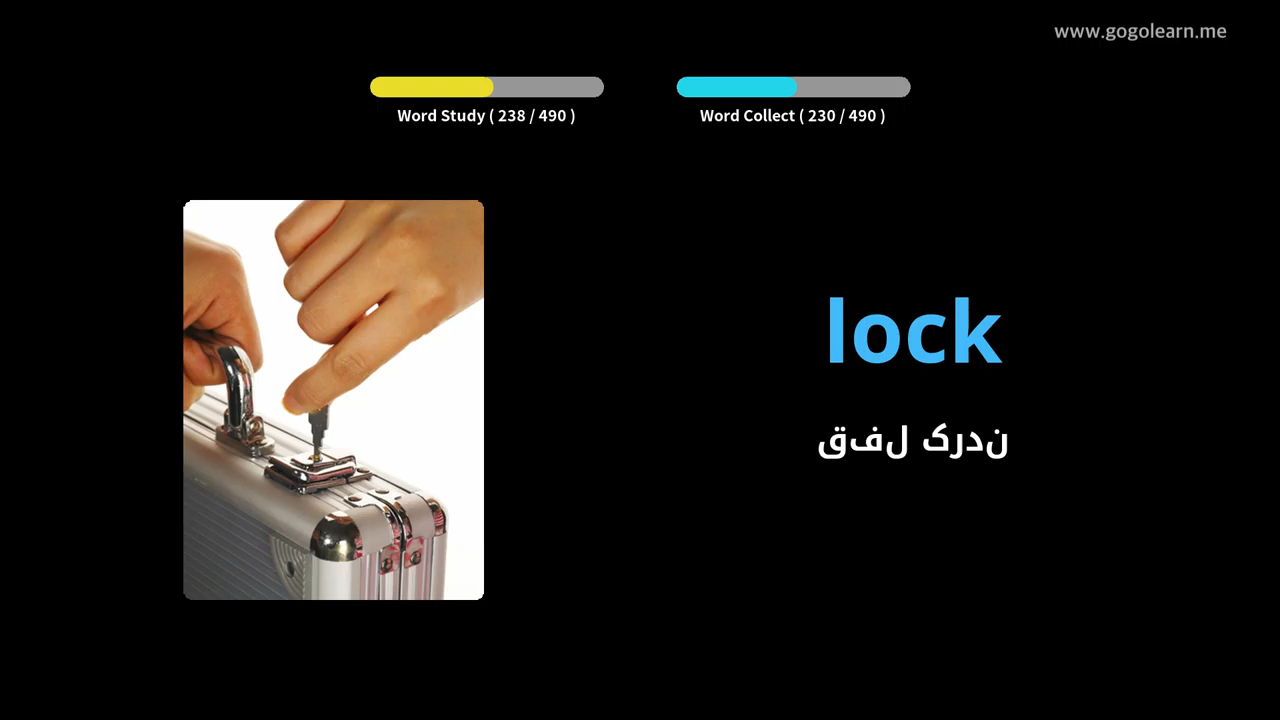 www.gogolearn.me
Word Study ( 238 / 490 )
Word Collect ( 230 / 490 )
lock
قفل کردن